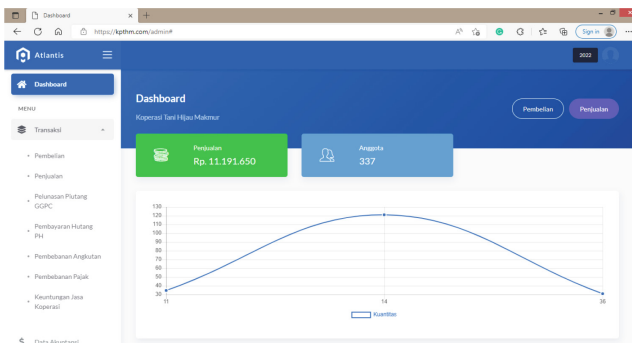 Dashboard
https://kpthm.com/admin#
Sign in
Atlantis
2022
Dashboard
MENU
Transaksi
Pembelian
Penjualan
Pelunasan Piutang
GGPC
Pembayaran Hutang
PH
Pembebanan Angkutan
Pembebanan Pajak
Keuntungan Jasa
Koperasi
Data Akuntansi
Dashboard
Koperasi Tani Hijau Makmur
Pembelian
Penjualan
Penjualan
Rp. 11.191.650
Anggota
337
130
120
110
100
90
80
70
60
50
40
30
11
14
36
Kuantitas